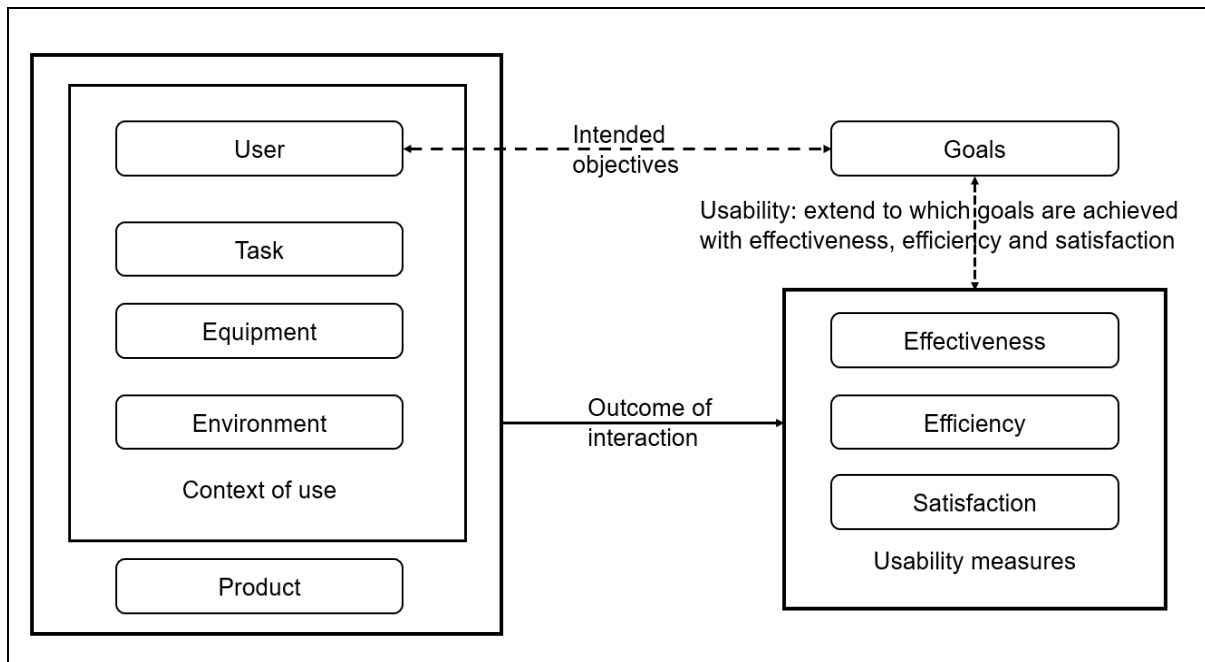 User
Intended
objectives
Goals
Usability: extend to which goals are achieved
with effectiveness, efficiency and satisfaction
Task
Equipment
Environment
Context of use
Product
Outcome of
interaction
Effectiveness
Efficiency
Satisfaction
Usability measures